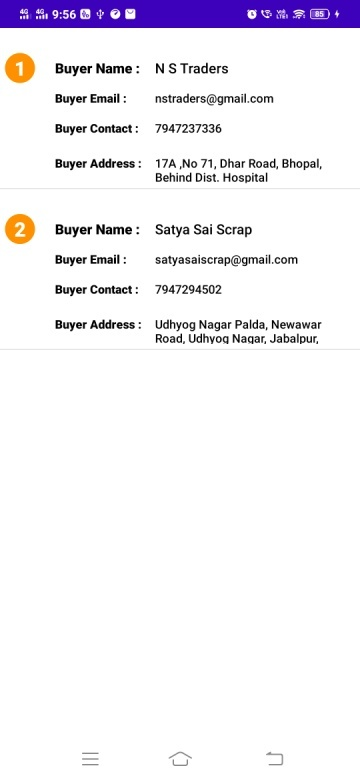 4G 4G 9:56 85
1 Buyer Name : N S Traders
Buyer Email : nstraders@gmail.com
Buyer Contact : 7947237336
Buyer Address : 17A ,No 71, Dhar Road, Bhopal,
Behind Dist. Hospital
2 Buyer Name : Satya Sai Scrap
Buyer Email : satyasaiscrap@gmail.com
Buyer Contact : 7947294502
Buyer Address : Udhyog Nagar Palda, Newawar
Road, Udhyog Nagar, Jabalpur,